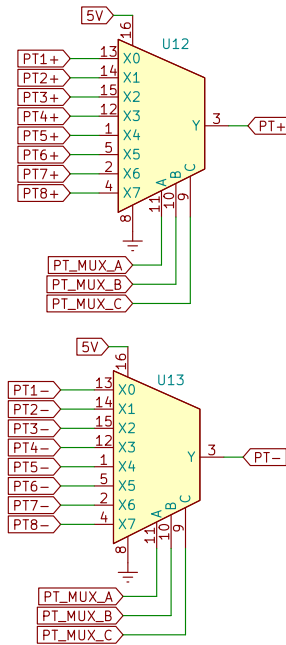 5V
16
U12
PT1+ 13 X0
PT2+ 14 X1
PT3+ 15 X2
PT4+ 12 X3
PT5+ 1 X4
PT6+ 5 X5
PT7+ 2 X6
PT8+ 4 X7
Y 3 PT+
A B C
8 11 10 9
PT_MUX_A
PT_MUX_B
PT_MUX_C
5V
16
U13
PT1- 13 X0
PT2- 14 X1
PT3- 15 X2
PT4- 12 X3
PT5- 1 X4
PT6- 5 X5
PT7- 2 X6
PT8- 4 X7
Y 3 PT-
A B C
8 11 10 9
PT_MUX_A
PT_MUX_B
PT_MUX_C